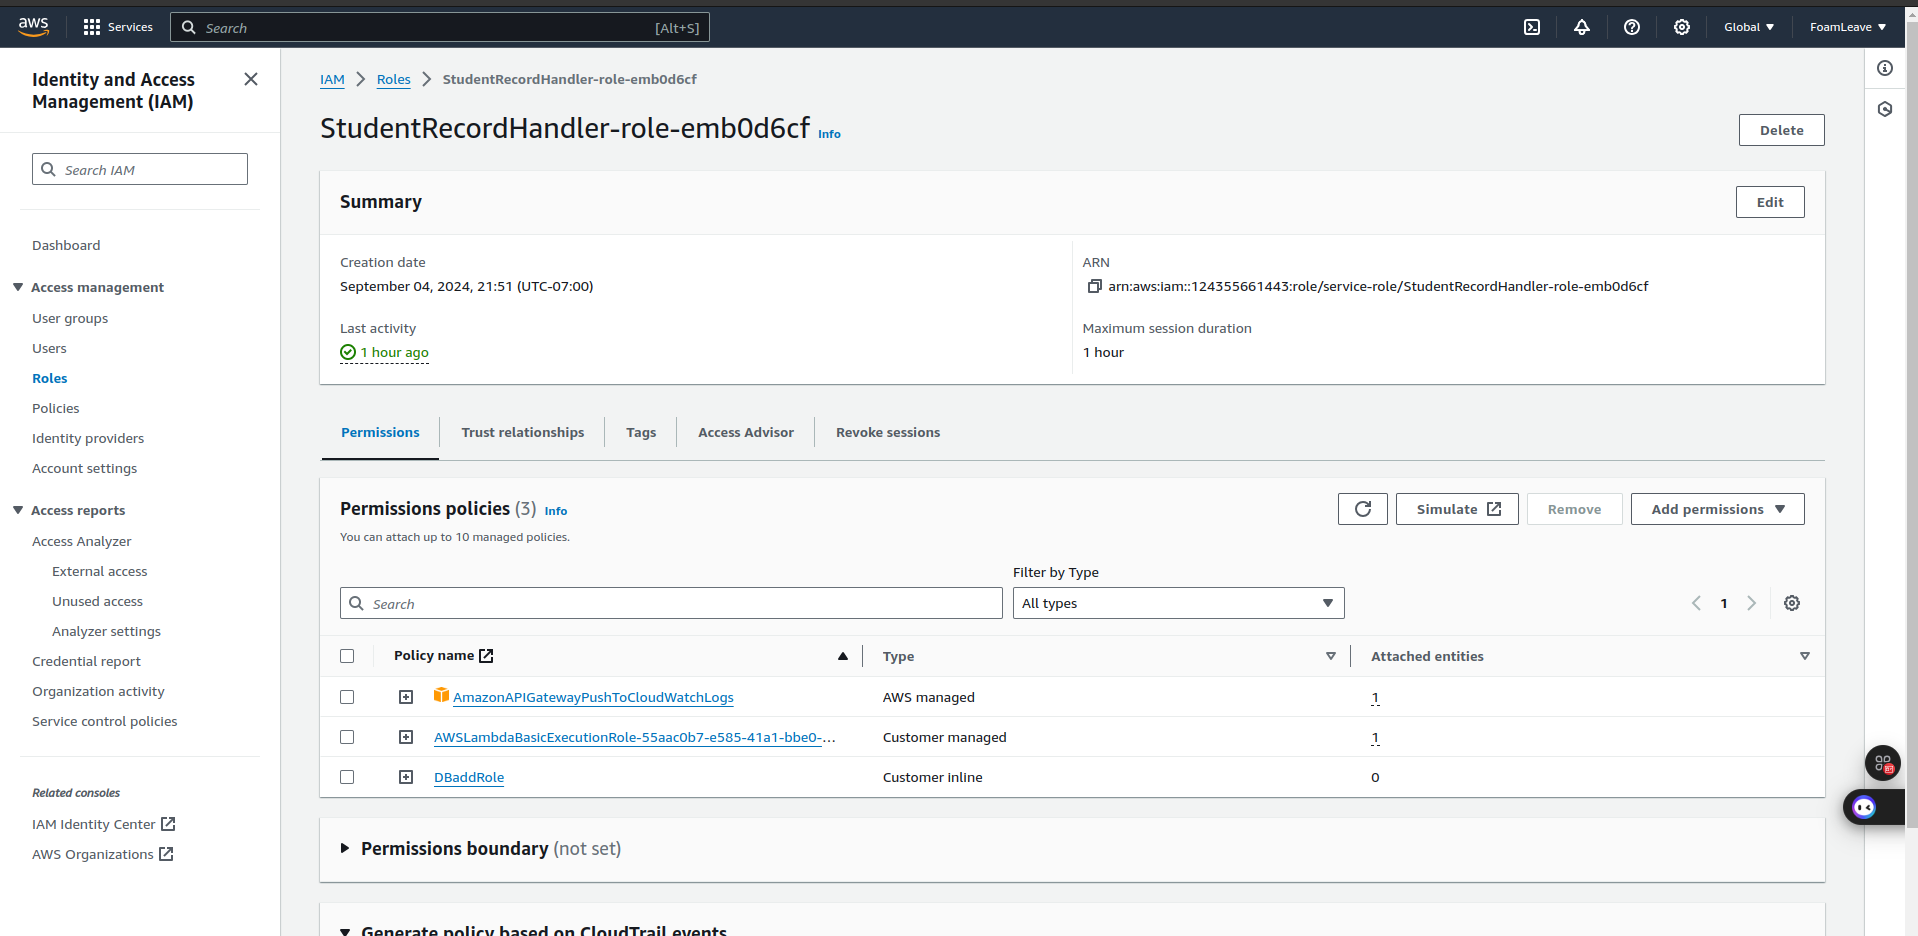 aws
Services
Search
[Alt+S]
Global
FoamLeave
Identity and Access
Management (IAM)
Search IAM
Dashboard
Access management
User groups
Users
Roles
Policies
Identity providers
Account settings
Access reports
Access Analyzer
External access
Unused access
Analyzer settings
Credential report
Organization activity
Service control policies
Related consoles
IAM Identity Center
AWS Organizations
IAM
Roles
StudentRecordHandler-role-emb0d6cf
StudentRecordHandler-role-emb0d6cf Info
Delete
Summary
Edit
Creation date
September 04, 2024, 21:51 (UTC-07:00)
ARN
arn:aws:iam::124355661443:role/service-role/StudentRecordHandler-role-emb0d6cf
Last activity
1 hour ago
Maximum session duration
1 hour
Permissions
Trust relationships
Tags
Access Advisor
Revoke sessions
Permissions policies (3) Info
You can attach up to 10 managed policies.
Simulate
Remove
Add permissions
Filter by Type
Search
All types
1
Policy name
Type
Attached entities
AmazonAPIGatewayPushToCloudWatchLogs
AWS managed
1
AWSLambdaBasicExecutionRole-55aac0b7-e585-41a1-bbe0-...
Customer managed
1
DBaddRole
Customer inline
0
Permissions boundary (not set)
Generate policy based on CloudTrail events